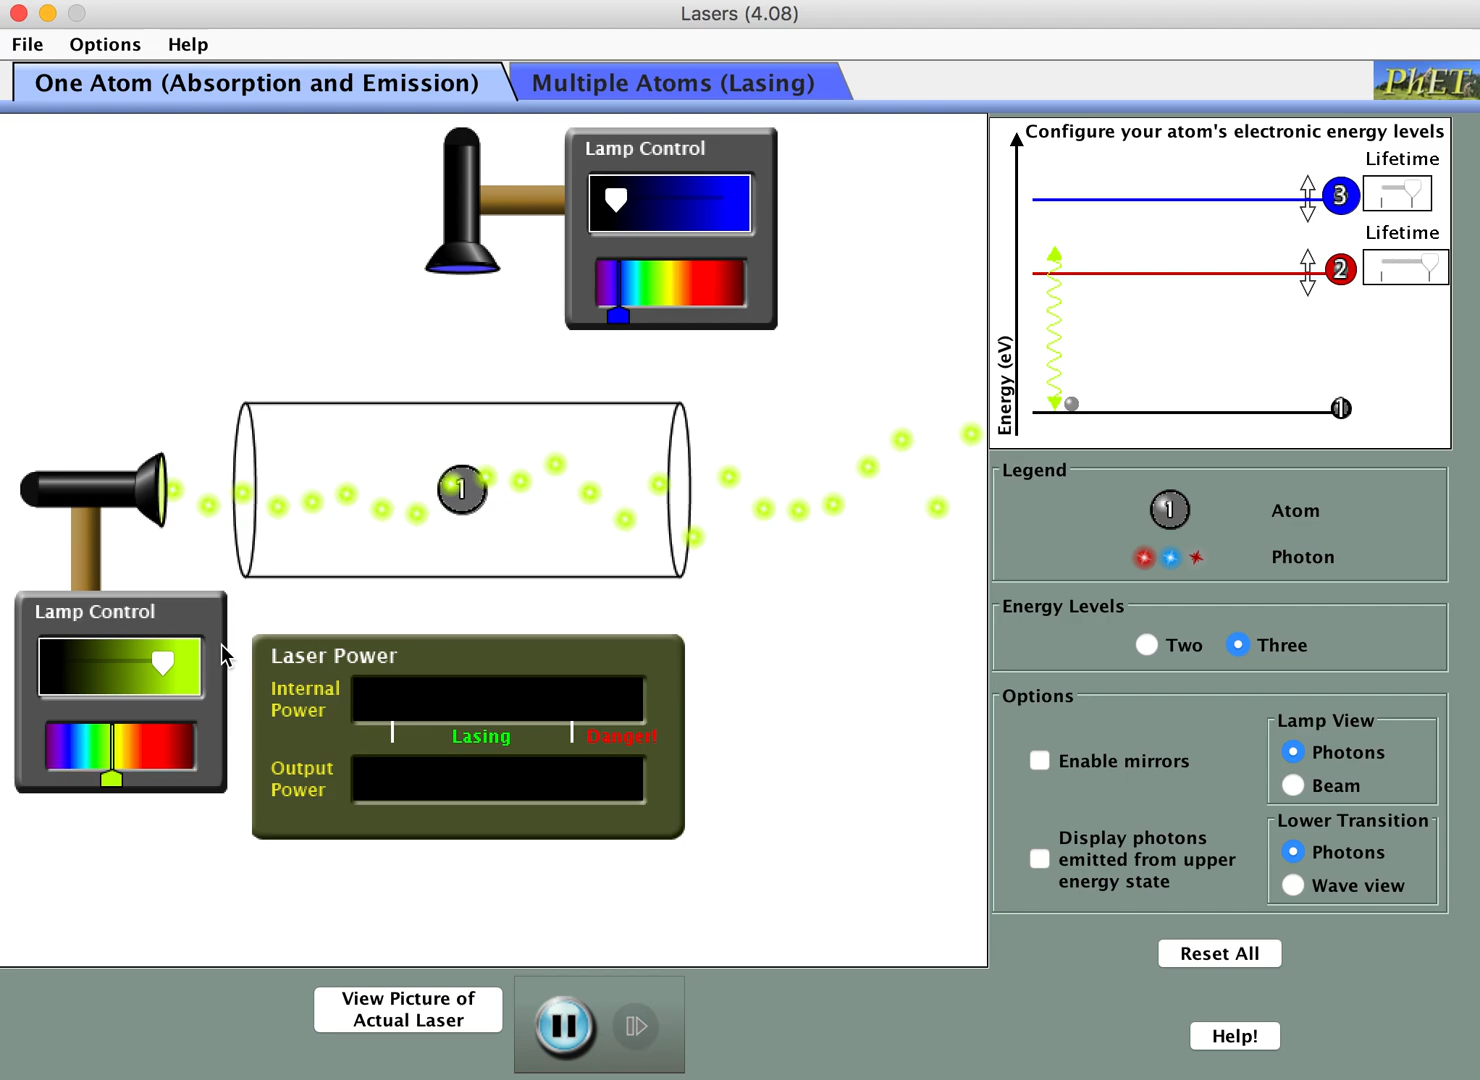 Lasers (4.08)
File Options Help
One Atom (Absorption and Emission)
Multiple Atoms (Lasing)
PhET
Lamp Control
Configure your atom's electronic energy levels
Lifetime
3
Lifetime
2
Energy (eV)
1
1
Lamp Control
Laser Power
Internal
Power
Lasing Danger!
Output
Power
Legend
1 Atom
Photon
Energy Levels
Two Three
Options
Enable mirrors
Display photons
emitted from upper
energy state
Lamp View
Photons
Beam
Lower Transition
Photons
Wave view
Reset All
Help!
View Picture of
Actual Laser